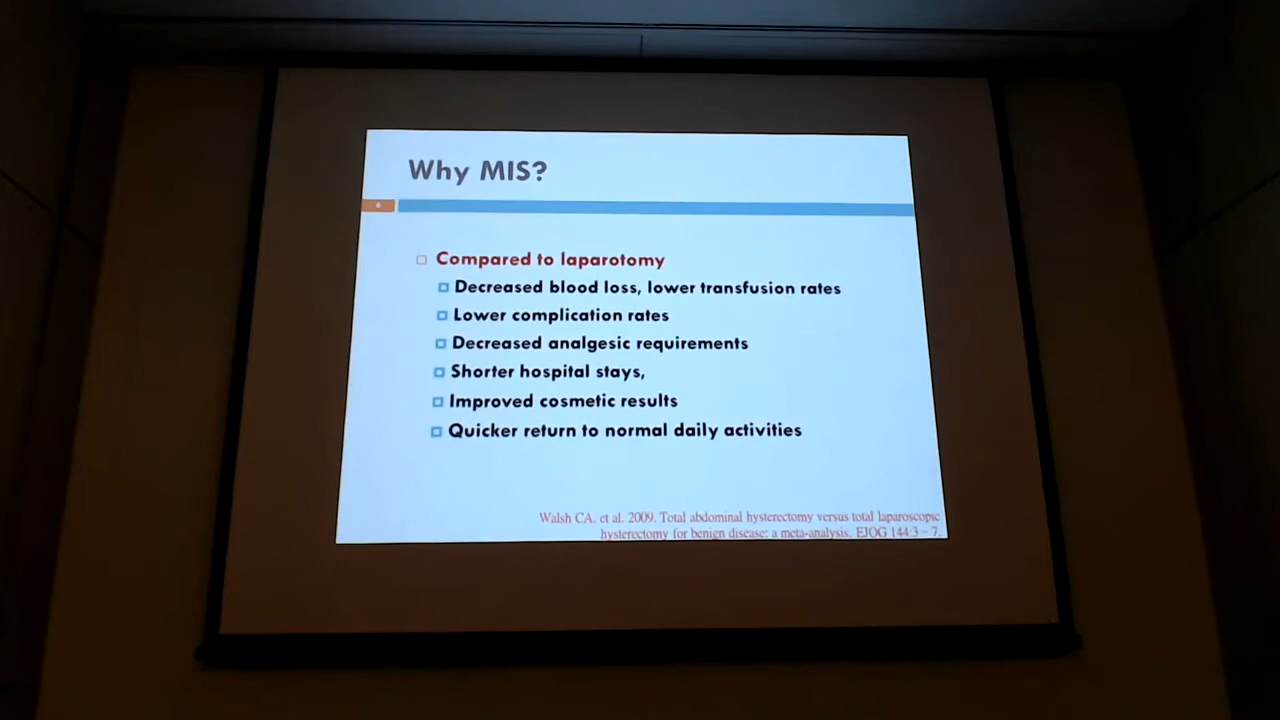 Why MIS?
6
Compared to laparotomy
Decreased blood loss, lower transfusion rates
Lower complication rates
Decreased analgesic requirements
Shorter hospital stays,
Improved cosmetic results
Quicker return to normal daily activities
Walsh CA. et al. 2009. Total abdominal hysterectomy versus total laparoscopic
hysterectomy for benign disease: a meta-analysis. EJOG 144:3 – 7.